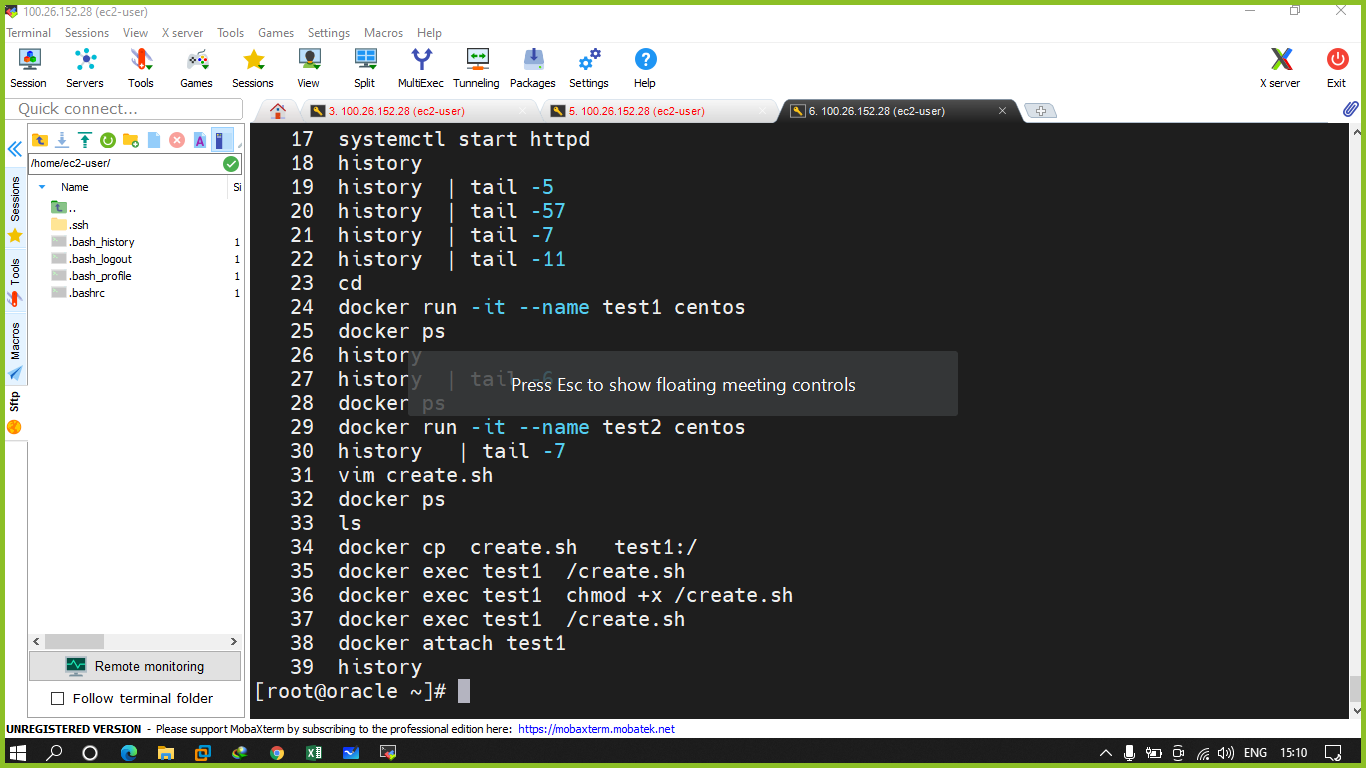 100.26.152.28 (ec2-user)
Terminal Sessions View X server Tools Games Settings Macros Help
Session Servers Tools Games Sessions View Split MultiExec Tunneling Packages Settings Help X server Exit
Quick connect...
3. 100.26.152.28 (ec2-user)
5. 100.26.152.28 (ec2-user)
6. 100.26.152.28 (ec2-user)
/home/ec2-user/
Name Si
..
.ssh
.bash_history 1
.bash_logout 1
.bash_profile 1
.bashrc 1
Sessions
Tools
Macros
Sftp
Remote monitoring
Follow terminal folder
17 systemctl start httpd
18 history
19 history | tail -5
20 history | tail -57
21 history | tail -7
22 history | tail -11
23 cd
24 docker run -it --name test1 centos
25 docker ps
26 history
27 history | tail -6
Press Esc to show floating meeting controls
28 docker ps
29 docker run -it --name test2 centos
30 history | tail -7
31 vim create.sh
32 docker ps
33 ls
34 docker cp create.sh test1:/
35 docker exec test1 /create.sh
36 docker exec test1 chmod +x /create.sh
37 docker exec test1 /create.sh
38 docker attach test1
39 history
[root@oracle ~]#
UNREGISTERED VERSION - Please support MobaXterm by subscribing to the professional edition here: https://mobaxterm.mobatek.net
ENG 15:10